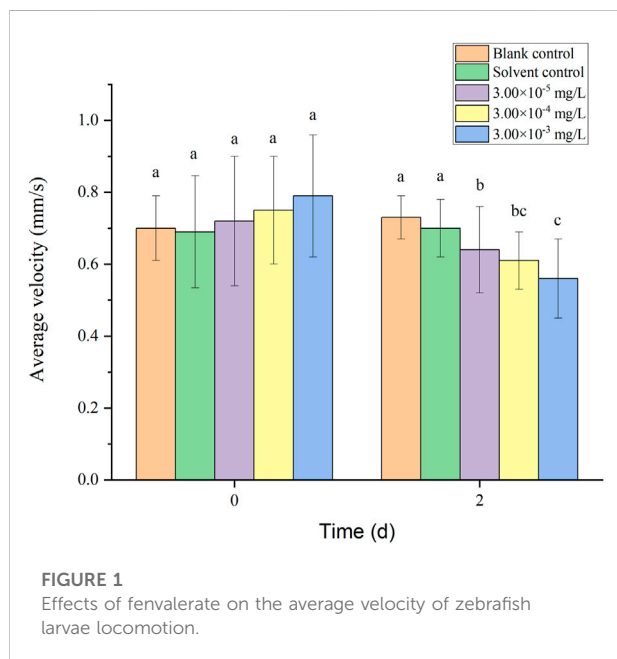 Blank control
Solvent control
3.00×10⁻⁵ mg/L
3.00×10⁻⁴ mg/L
3.00×10⁻³ mg/L
Average velocity (mm/s)
1.0
0.8
0.6
0.4
0.2
0.0
a a a a a
a a b bc c
0 2
Time (d)
FIGURE 1
Effects of fenvalerate on the average velocity of zebrafish
larvae locomotion.